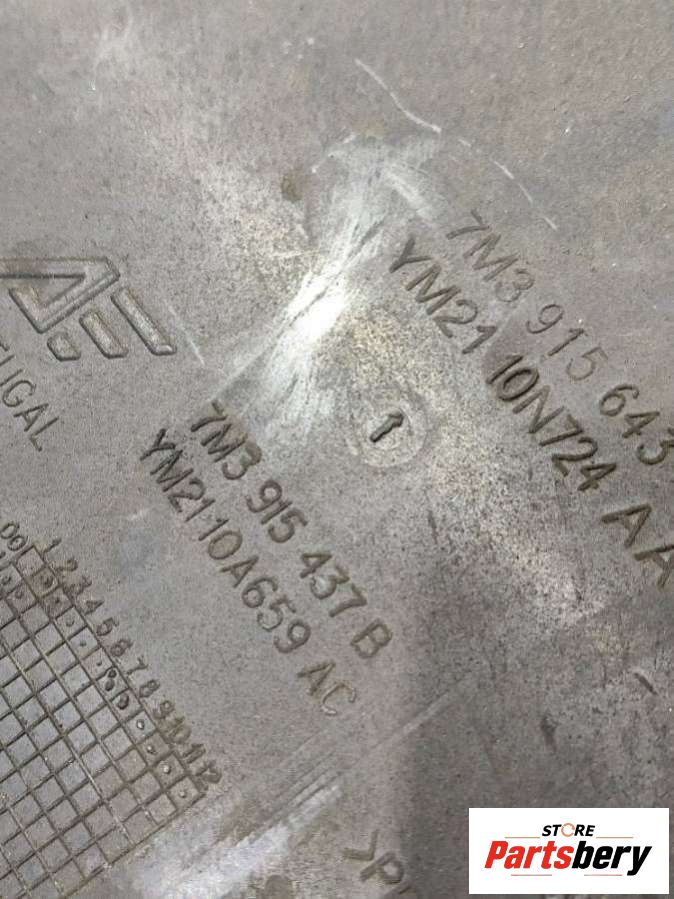 7M3 915 643
YM21 10N724 AA
1
7M3 915 437 B
YM21 10A659 AC
1 2 3 4 5 6 7 8 9 10 11 12
STORE
Partsbery